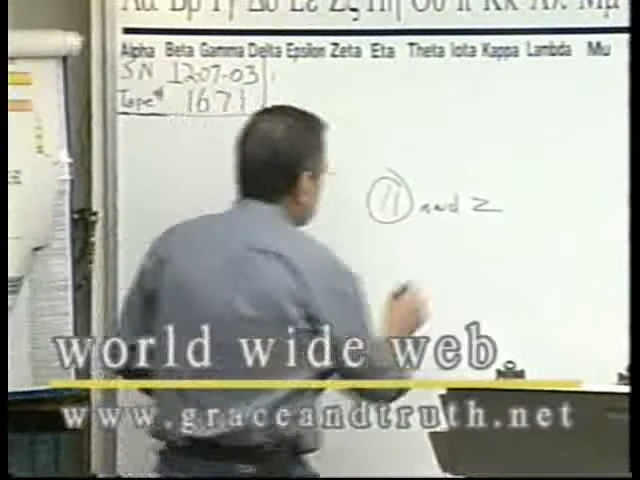 Alpha Beta Gamma Delta Epsilon Zeta Eta Theta Iota Kappa Lambda Mu
SN 1207-03
Tape# 1671
11 and 2
world wide web
www.graceandtruth.net